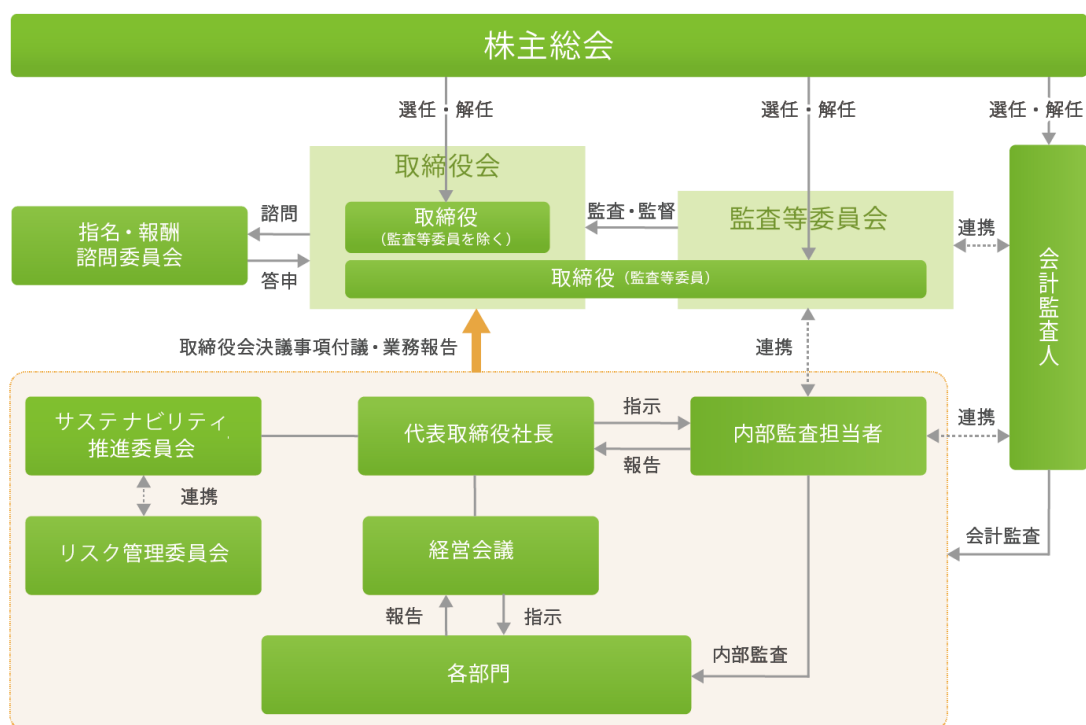 株主総会
選任・解任
選任・解任
選任・解任
取締役会
取締役
（監査等委員を除く）
監査・監督
監査等委員会
取締役（監査等委員）
諮問
指名・報酬
諮問委員会
答申
連携
会計監査人
取締役会決議事項付議・業務報告
連携
サステナビリティ
推進委員会
代表取締役社長
指示
報告
内部監査担当者
連携
連携
リスク管理委員会
経営会議
会計監査
報告
指示
各部門
内部監査